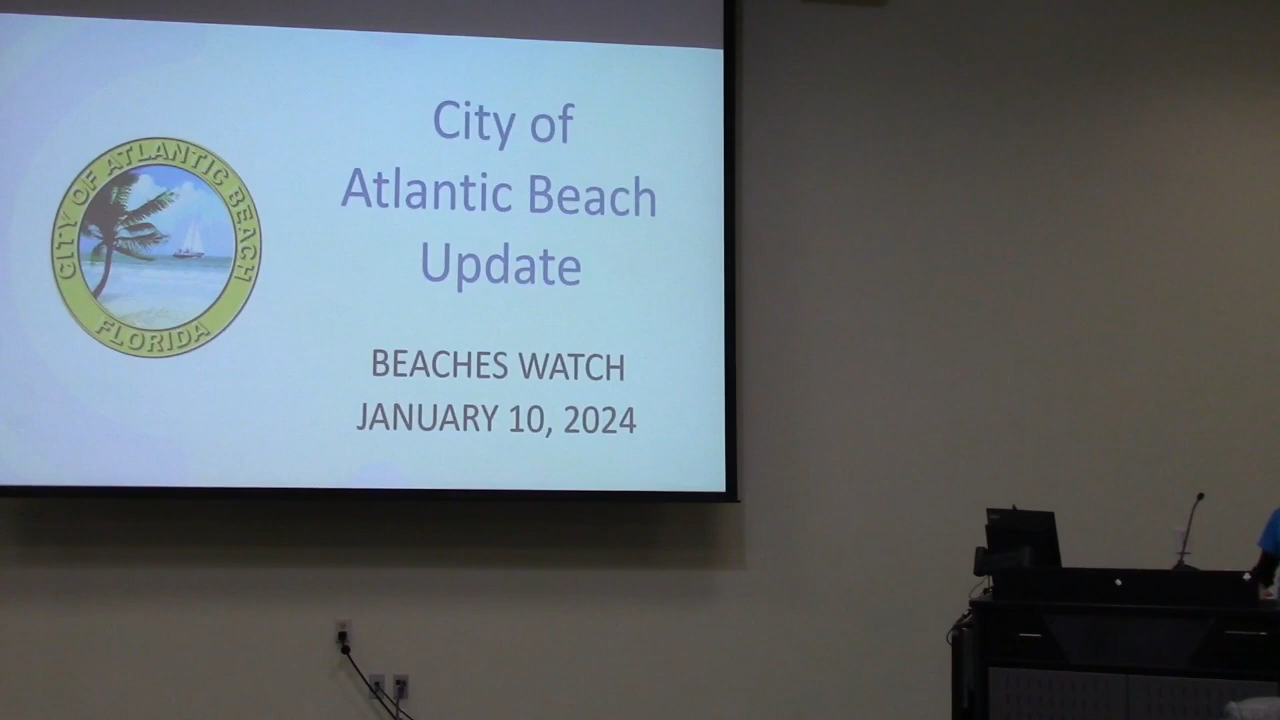 CITY OF ATLANTIC BEACH
FLORIDA
City of
Atlantic Beach
Update
BEACHES WATCH
JANUARY 10, 2024